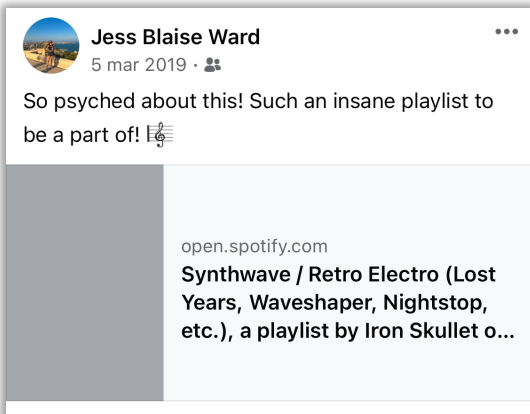 Jess Blaise Ward
5 mar 2019 ·
So psyched about this! Such an insane playlist to
be a part of! 🎼
open.spotify.com
Synthwave / Retro Electro (Lost
Years, Waveshaper, Nightstop,
etc.), a playlist by Iron Skullet o...